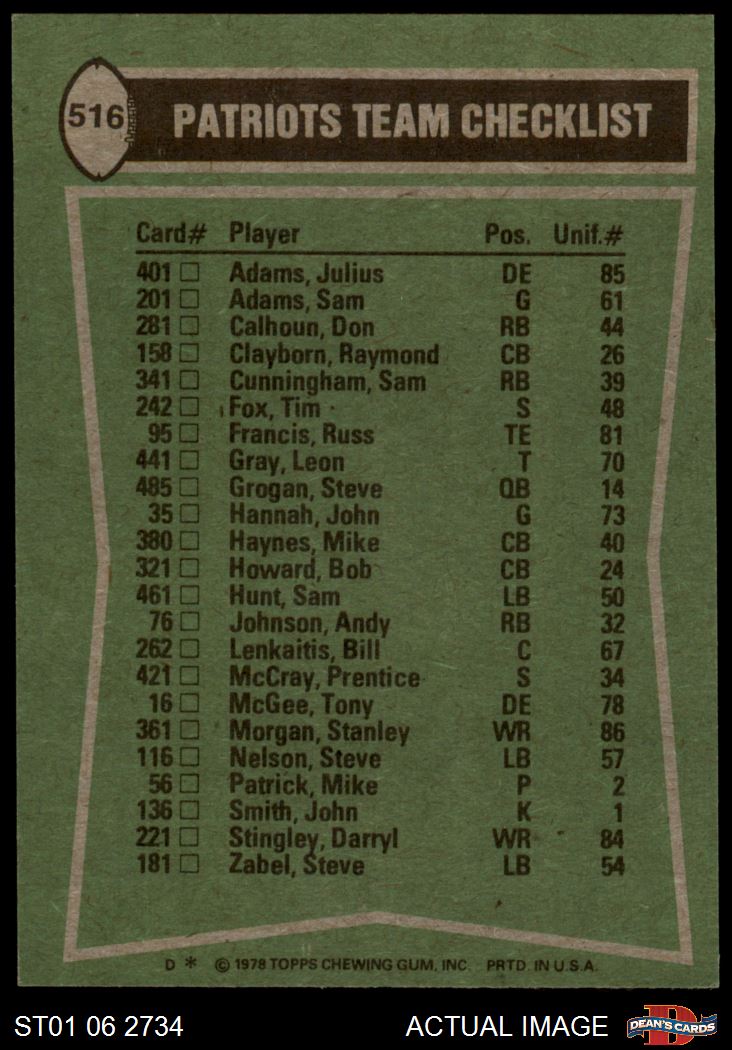 516
PATRIOTS TEAM CHECKLIST
Card# Player Pos. Unif.#
401 Adams, Julius DE 85
201 Adams, Sam G 61
281 Calhoun, Don RB 44
158 Clayborn, Raymond CB 26
341 Cunningham, Sam RB 39
242 Fox, Tim S 48
95 Francis, Russ TE 81
441 Gray, Leon T 70
485 Grogan, Steve QB 14
35 Hannah, John G 73
380 Haynes, Mike CB 40
321 Howard, Bob CB 24
461 Hunt, Sam LB 50
76 Johnson, Andy RB 32
262 Lenkaitis, Bill C 67
421 McCray, Prentice S 34
16 McGee, Tony DE 78
361 Morgan, Stanley WR 86
116 Nelson, Steve LB 57
56 Patrick, Mike P 2
136 Smith, John K 1
221 Stingley, Darryl WR 84
181 Zabel, Steve LB 54
D * © 1978 TOPPS CHEWING GUM, INC. PRTD. IN U.S.A.
ST01 06 2734 ACTUAL IMAGE DEAN'S CARDS